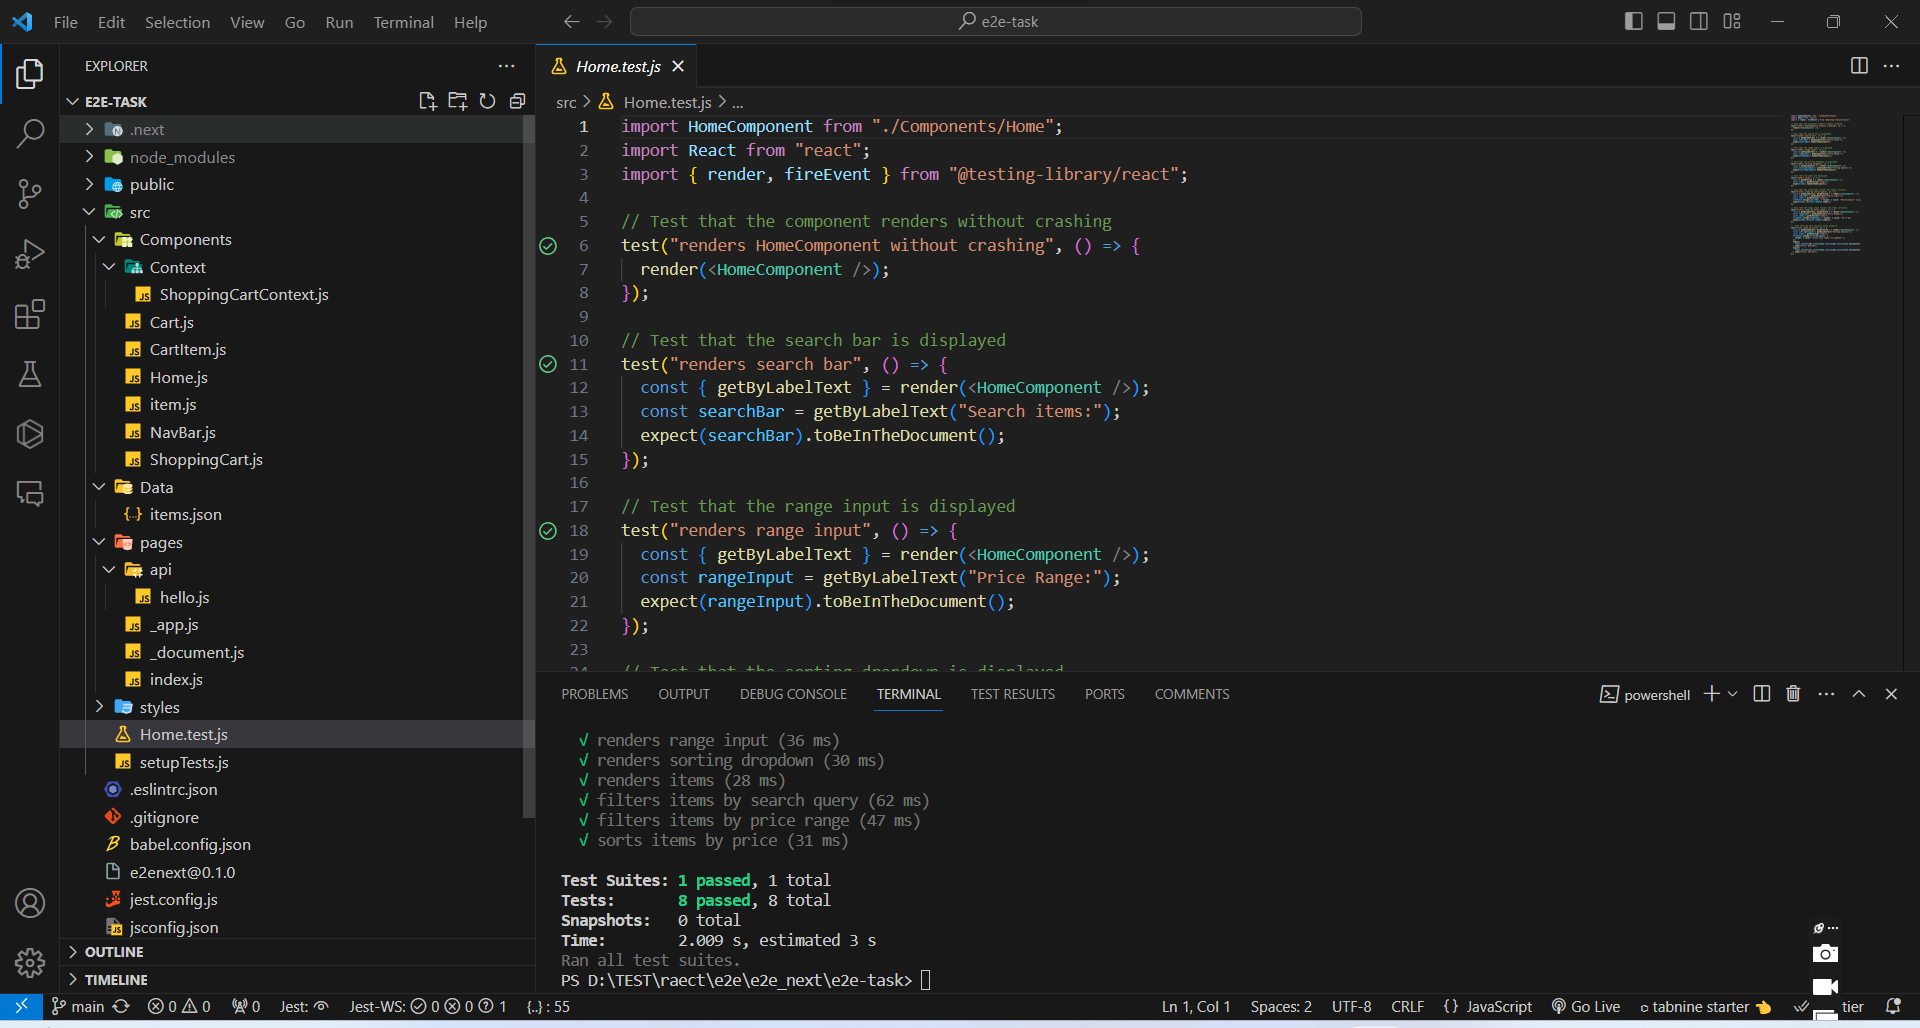 File Edit Selection View Go Run Terminal Help
e2e-task
EXPLORER
E2E-TASK
.next
node_modules
public
src
Components
Context
ShoppingCartContext.js
Cart.js
CartItem.js
Home.js
item.js
NavBar.js
ShoppingCart.js
Data
items.json
pages
api
hello.js
_app.js
_document.js
index.js
styles
Home.test.js
setupTests.js
.eslintrc.json
.gitignore
babel.config.json
e2enext@0.1.0
jest.config.js
jsconfig.json
OUTLINE
TIMELINE
Home.test.js
src > Home.test.js > ...
1 import HomeComponent from "./Components/Home";
2 import React from "react";
3 import { render, fireEvent } from "@testing-library/react";
4
5 // Test that the component renders without crashing
6 test("renders HomeComponent without crashing", () => {
7 render(<HomeComponent />);
8 });
9
10 // Test that the search bar is displayed
11 test("renders search bar", () => {
12 const { getByLabelText } = render(<HomeComponent />);
13 const searchBar = getByLabelText("Search items:");
14 expect(searchBar).toBeInTheDocument();
15 });
16
17 // Test that the range input is displayed
18 test("renders range input", () => {
19 const { getByLabelText } = render(<HomeComponent />);
20 const rangeInput = getByLabelText("Price Range:");
21 expect(rangeInput).toBeInTheDocument();
22 });
23
24 // Test that the sorting dropdown is displayed
PROBLEMS OUTPUT DEBUG CONSOLE TERMINAL TEST RESULTS PORTS COMMENTS
powershell
√ renders range input (36 ms)
√ renders sorting dropdown (30 ms)
√ renders items (28 ms)
√ filters items by search query (62 ms)
√ filters items by price range (47 ms)
√ sorts items by price (31 ms)
Test Suites: 1 passed, 1 total
Tests: 8 passed, 8 total
Snapshots: 0 total
Time: 2.009 s, estimated 3 s
Ran all test suites.
PS D:\TEST\raect\e2e\e2e_next\e2e-task>
main 0 0 0 Jest: Jest-WS: 0 0 1 {..} : 55 Ln 1, Col 1 Spaces: 2 UTF-8 CRLF {} JavaScript Go Live tabnine starter tier